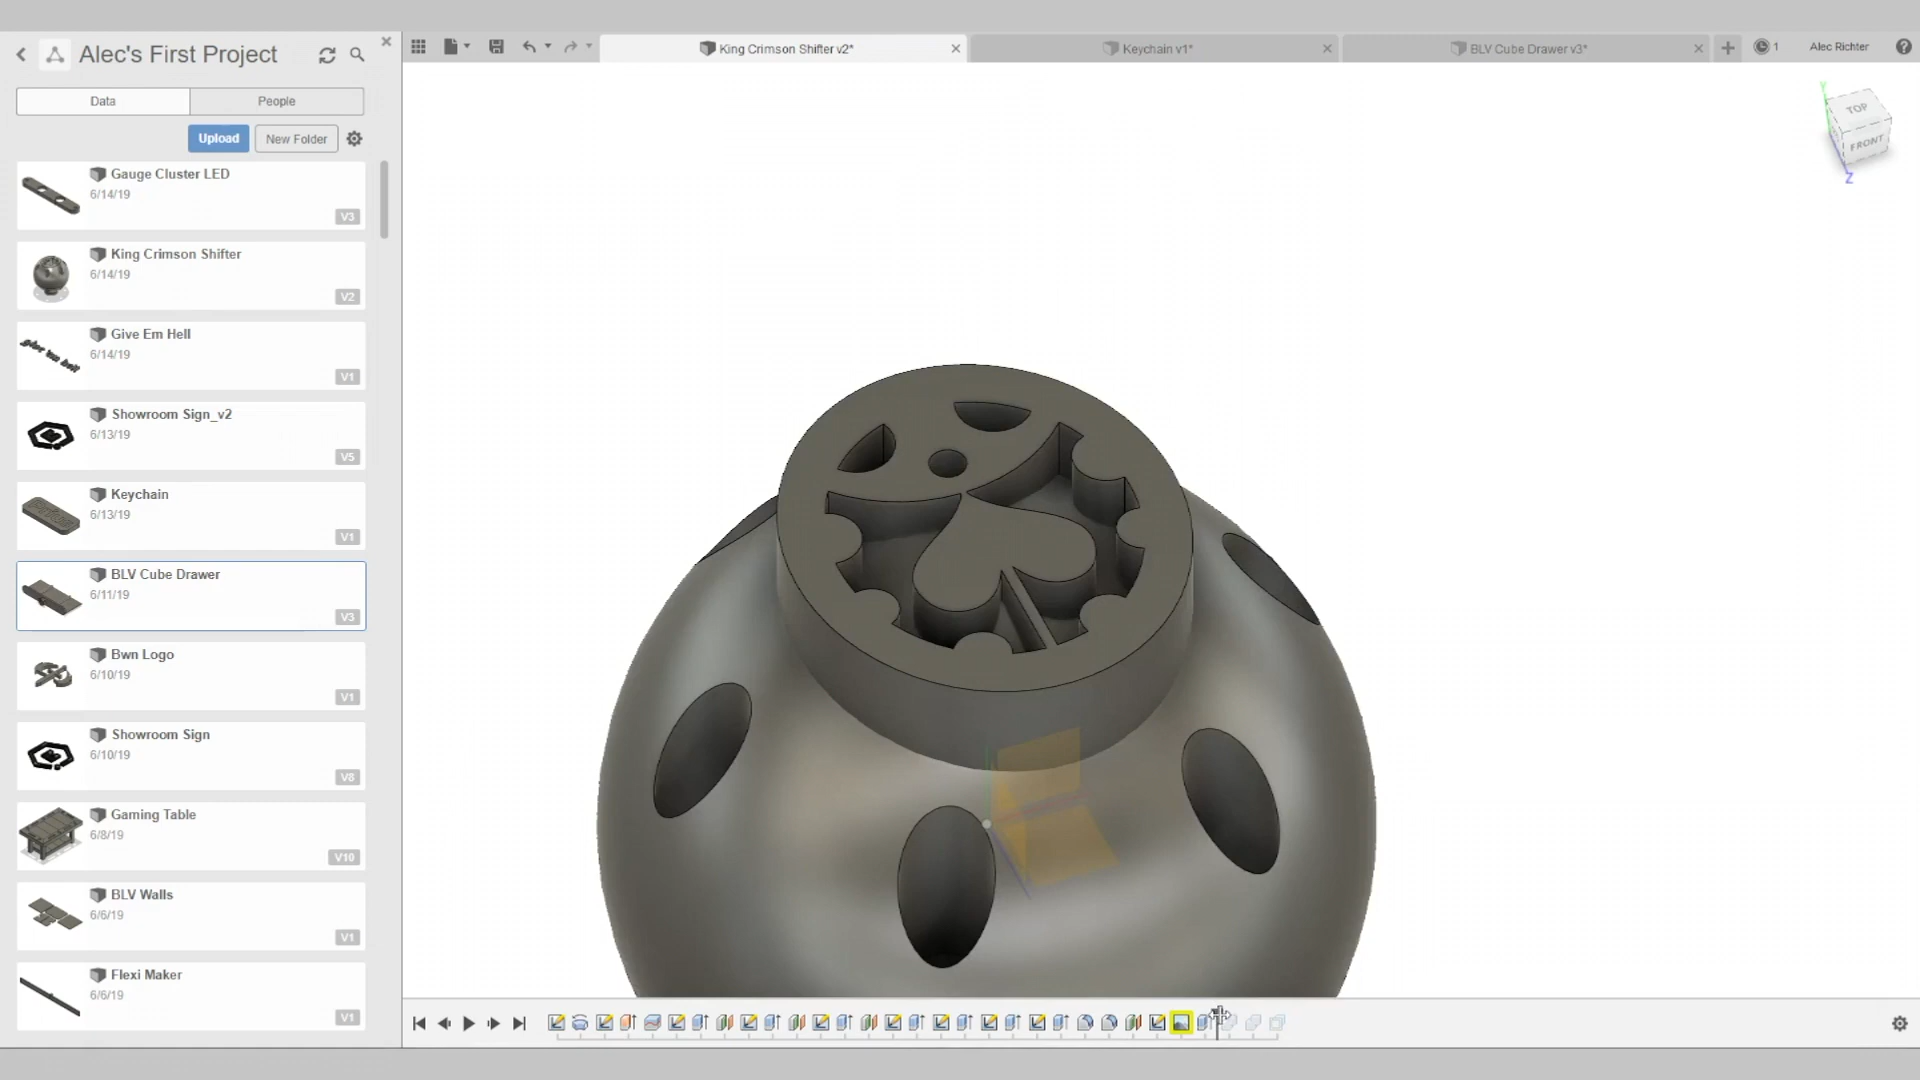 Alec's First Project
King Crimson Shifter v2*
Keychain v1*
BLV Cube Drawer v3*
1
Alec Richter
Data
People
Upload
New Folder
Gauge Cluster LED
6/14/19
V3
King Crimson Shifter
6/14/19
V2
Give Em Hell
6/14/19
V1
Showroom Sign_v2
6/13/19
V5
Keychain
6/13/19
V1
BLV Cube Drawer
6/11/19
V3
Bwn Logo
6/10/19
V1
Showroom Sign
6/10/19
V8
Gaming Table
6/8/19
V10
BLV Walls
6/6/19
V1
Flexi Maker
6/6/19
V1
Y
TOP
FRONT
Z